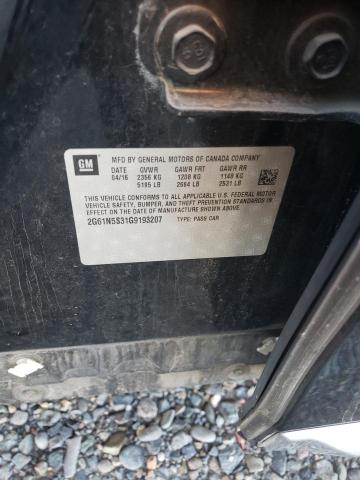 GM
MFD BY GENERAL MOTORS OF CANADA COMPANY
DATE GVWR GAWR FRT GAWR RR
04/16 2356 KG 1208 KG 1148 KG
5195 LB 2664 LB 2531 LB
THIS VEHICLE CONFORMS TO ALL APPLICABLE U.S. FEDERAL MOTOR
VEHICLE SAFETY, BUMPER, AND THEFT PREVENTION STANDARDS IN
EFFECT ON THE DATE OF MANUFACTURE SHOWN ABOVE.
2G61N5S31G9193207 TYPE: PASS CAR